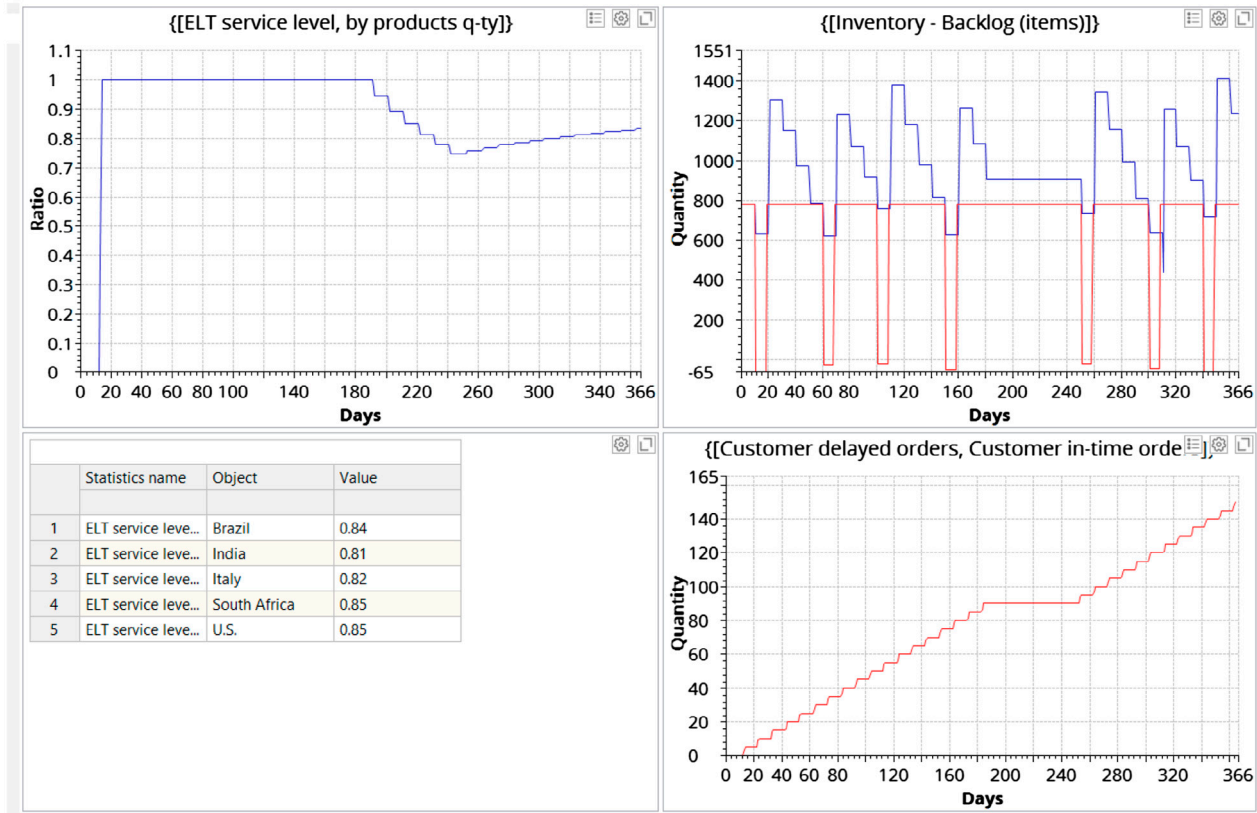 {[ELT service level, by products q-ty]}
1.1
1
0.9
0.8
0.7
0.6
0.5
0.4
0.3
0.2
0.1
0
Ratio
0 20 40 60 80 100 140 180 220 260 300 340 366
Days
{[Inventory - Backlog (items)]}
1551
1400
1200
1000
800
600
400
200
-65
Quantity
0 20 40 60 80 120 160 200 240 280 320 366
Days
Statistics name Object Value
1 ELT service leve... Brazil 0.84
2 ELT service leve... India 0.81
3 ELT service leve... Italy 0.82
4 ELT service leve... South Africa 0.85
5 ELT service leve... U.S. 0.85
{[Customer delayed orders, Customer in-time orde
165
140
120
100
80
60
40
20
0
Quantity
0 20 40 60 80 120 160 200 240 280 320 366
Days